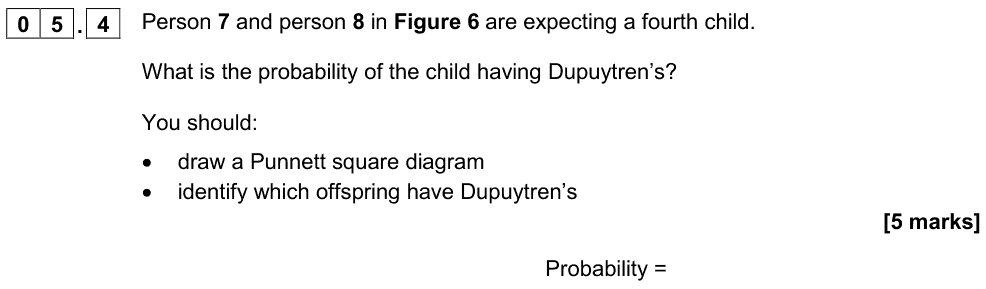 0 5 . 4 Person 7 and person 8 in Figure 6 are expecting a fourth child.
What is the probability of the child having Dupuytren’s?
You should:
• draw a Punnett square diagram
• identify which offspring have Dupuytren’s
[5 marks]
Probability =